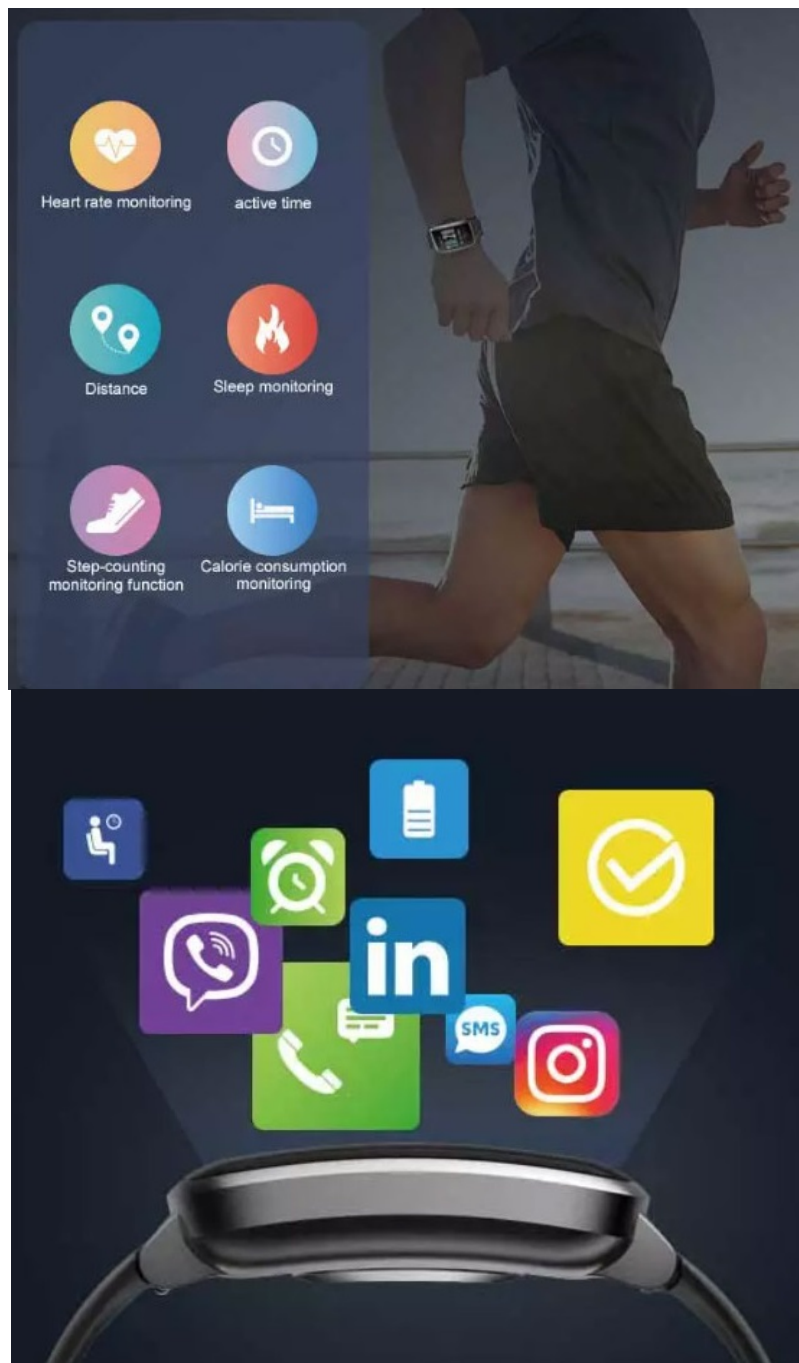 Heart rate monitoring
active time
Distance
Sleep monitoring
Step-counting
monitoring function
Calorie consumption
monitoring
in
SMS